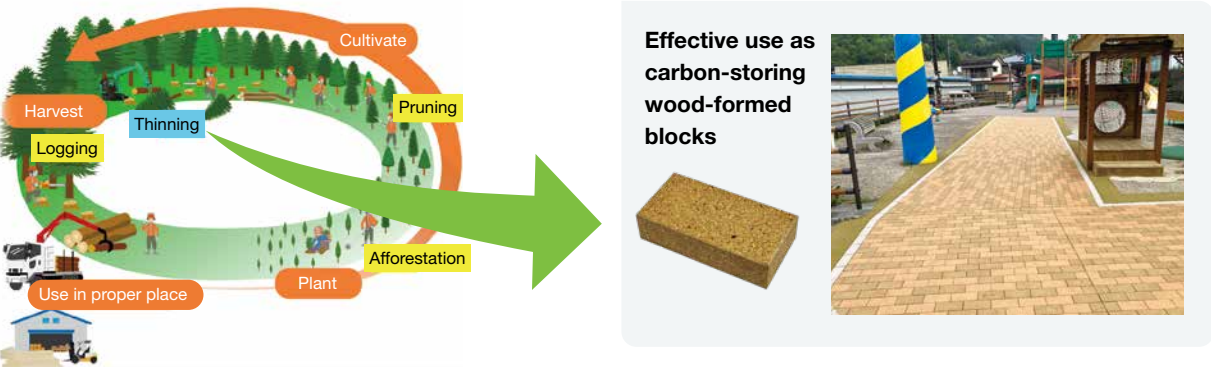 Cultivate
Pruning
Harvest
Thinning
Logging
Afforestation
Plant
Use in proper place
Effective use as
carbon-storing
wood-formed
blocks